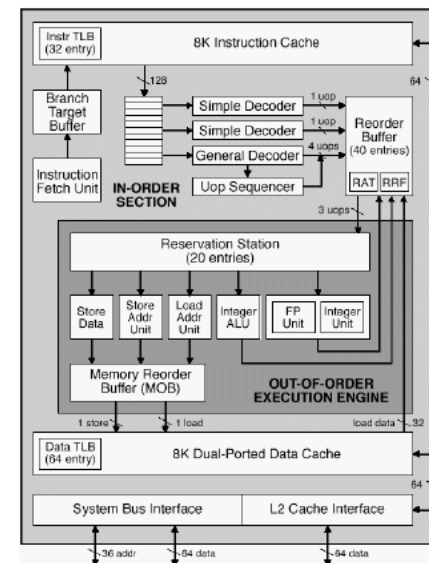 Instr TLB
(32 entry)
8K Instruction Cache
128
64
Branch
Target
Buffer
Instruction
Fetch Unit
Simple Decoder
1 uop
Simple Decoder
1 uop
General Decoder
4 uops
Uop Sequencer
IN-ORDER
SECTION
Reorder
Buffer
(40 entries)
RAT
RRF
3 uops
Reservation Station
(20 entries)
Store
Data
Store
Addr
Unit
Load
Addr
Unit
Integer
ALU
FP
Unit
Integer
Unit
Memory Reorder
Buffer (MOB)
OUT-OF-ORDER
EXECUTION ENGINE
1 store
1 load
load data
32
Data TLB
(64 entry)
8K Dual-Ported Data Cache
64
System Bus Interface
L2 Cache Interface
36 addr
64 data
64 data